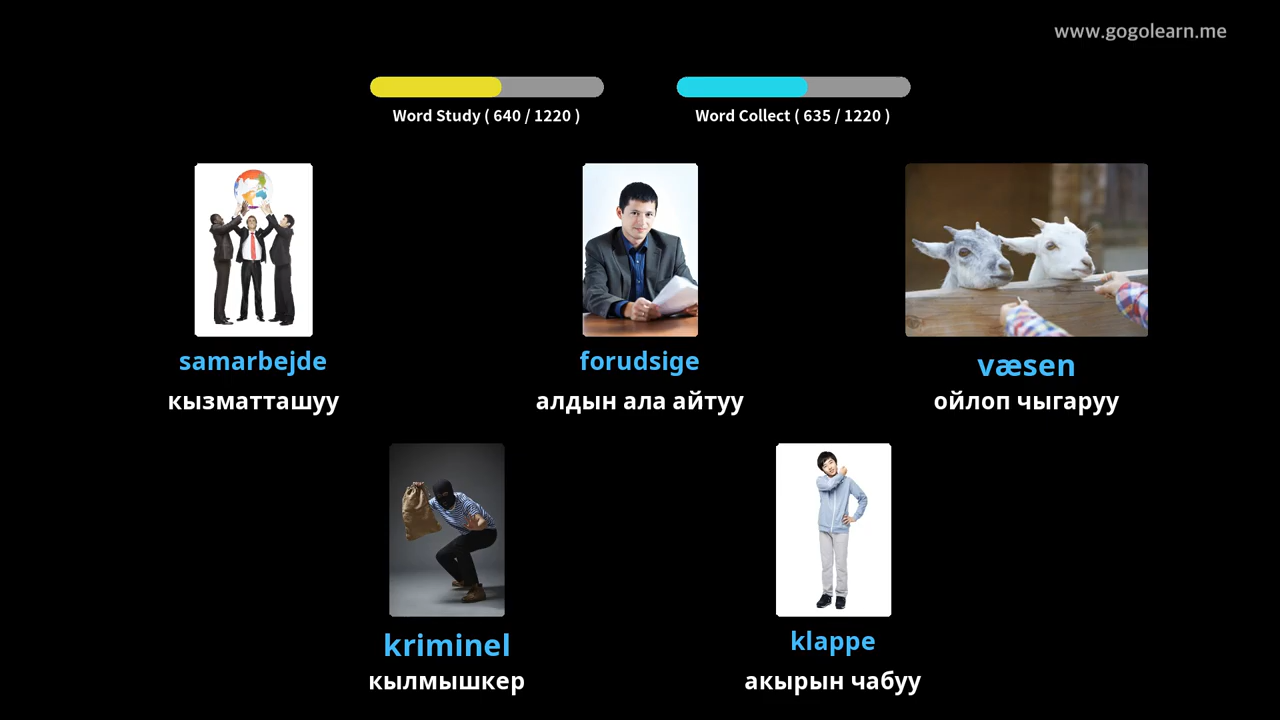 www.gogolearn.me
Word Study ( 640 / 1220 )
Word Collect ( 635 / 1220 )
samarbejde
кызматташуу
forudsige
алдын ала айтуу
væsen
ойлоп чыгаруу
kriminel
кылмышкер
klappe
акырын чабуу